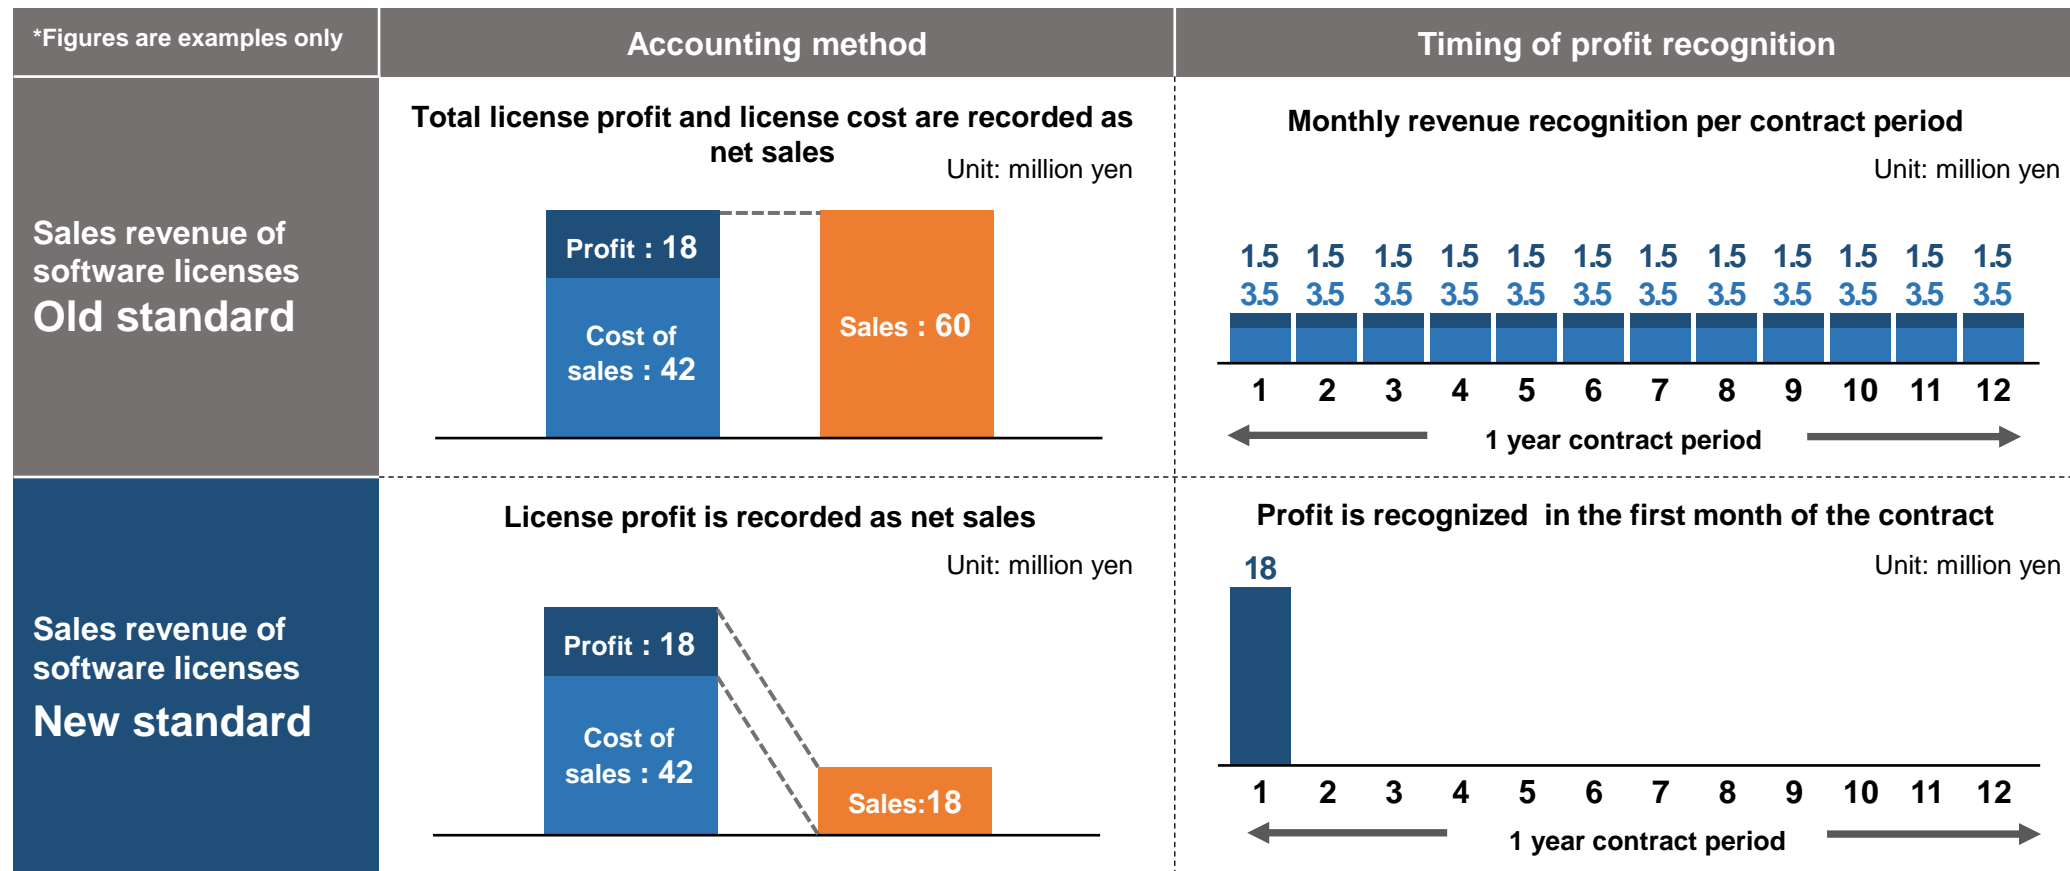 *Figures are examples only
Accounting method
Timing of profit recognition
Sales revenue of
software licenses
Old standard
Total license profit and license cost are recorded as
net sales
Unit: million yen
Profit : 18
Cost of
sales : 42
Sales : 60
Monthly revenue recognition per contract period
Unit: million yen
1.5 1.5 1.5 1.5 1.5 1.5 1.5 1.5 1.5 1.5 1.5 1.5
3.5 3.5 3.5 3.5 3.5 3.5 3.5 3.5 3.5 3.5 3.5 3.5
1 2 3 4 5 6 7 8 9 10 11 12
1 year contract period
Sales revenue of
software licenses
New standard
License profit is recorded as net sales
Unit: million yen
Profit : 18
Cost of
sales : 42
Sales:18
Profit is recognized  in the first month of the contract
Unit: million yen
18
1 2 3 4 5 6 7 8 9 10 11 12
1 year contract period